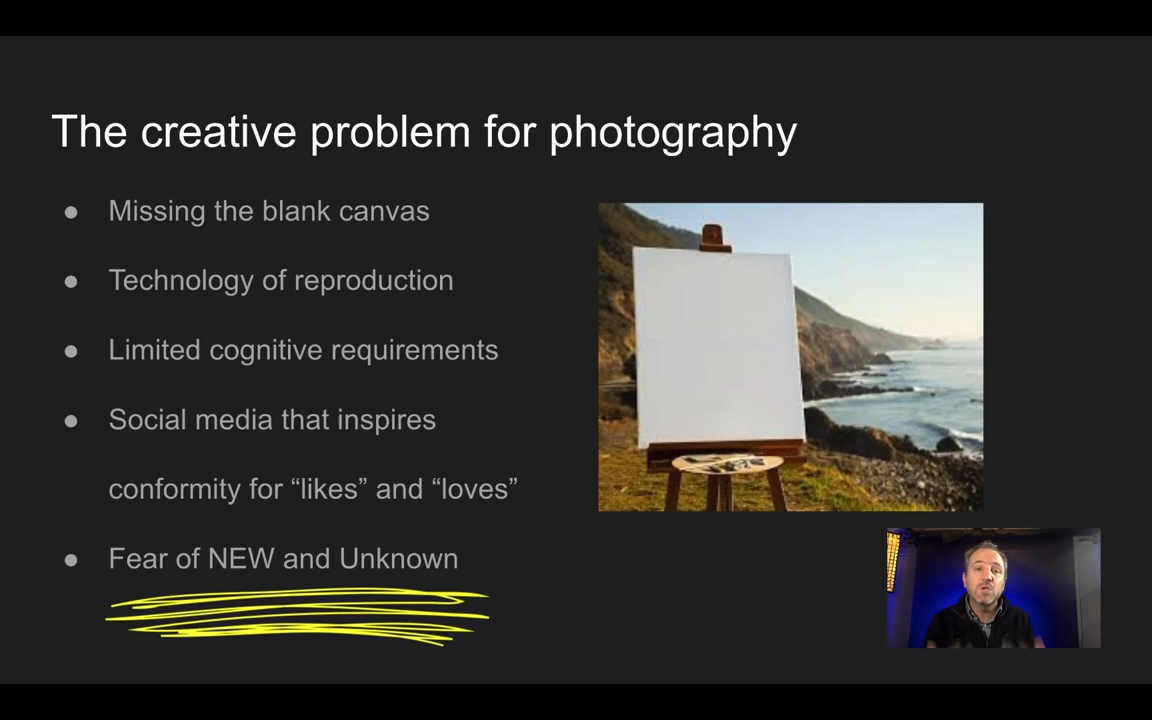 The creative problem for photography
● Missing the blank canvas
● Technology of reproduction
● Limited cognitive requirements
● Social media that inspires
conformity for “likes” and “loves”
● Fear of NEW and Unknown